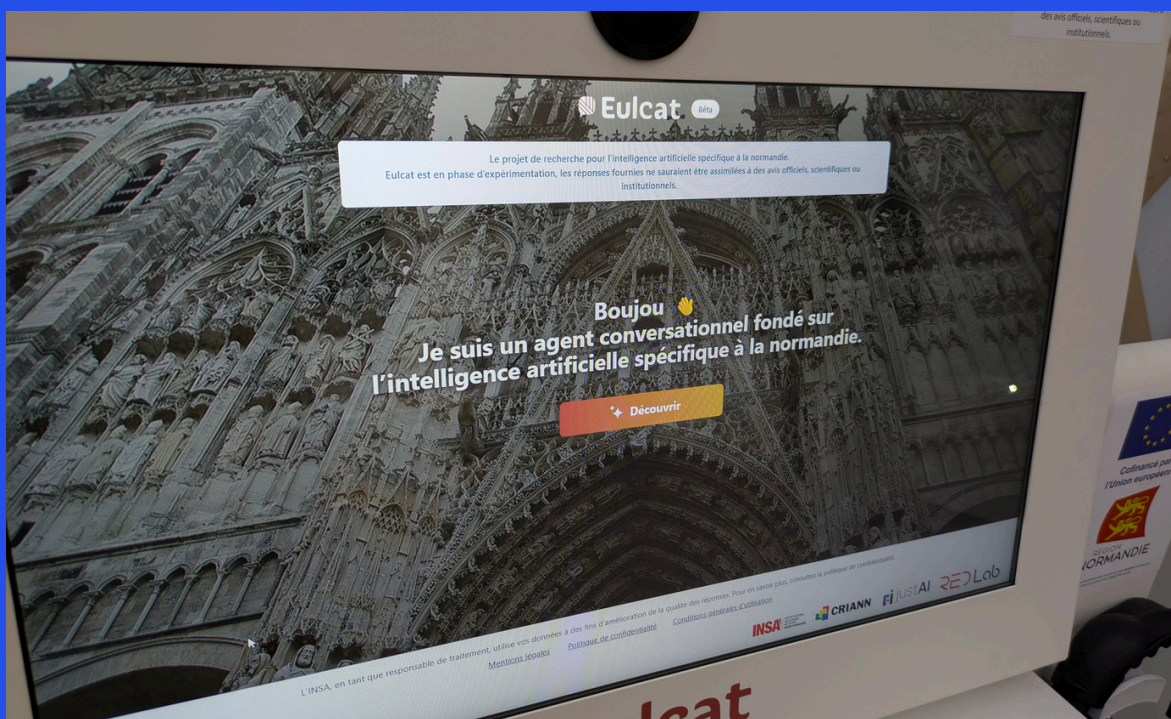 des avis officiels, scientifiques ou
institutionnels.
Eulcat Bêta
Le projet de recherche pour l'intelligence artificielle spécifique à la normandie.
Eulcat est en phase d'expérimentation, les réponses fournies ne sauraient être assimilées à des avis officiels, scientifiques ou
institutionnels.
Boujou 👋
Je suis un agent conversationnel fondé sur
l'intelligence artificielle spécifique à la normandie.
Découvrir
Cofinancé par
l'Union européenne
RÉGION
NORMANDIE
L'INSA, en tant que responsable de traitement, utilise vos données à des fins d'amélioration de la qualité des réponses. Pour en savoir plus, consultez la politique de confidentialité
Mentions légales Politique de confidentialité Conditions générales d'utilisation
INSA CRIANN justAI REDLab
ulcat